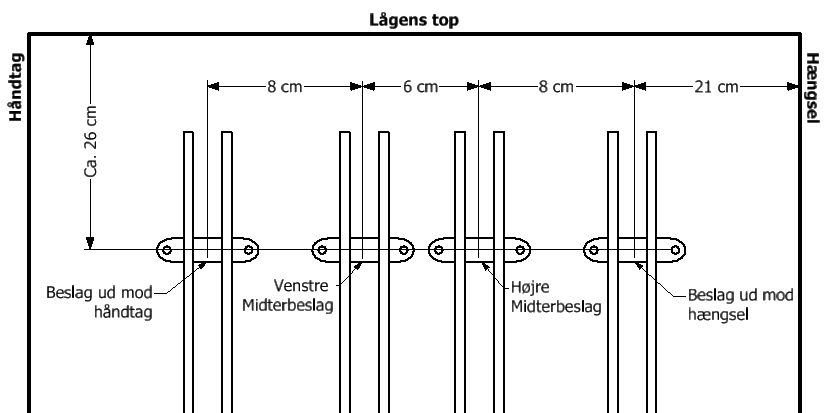 Lågens top
Håndtag
Hængsel
8 cm
6 cm
8 cm
21 cm
Ca. 26 cm
Beslag ud mod
håndtag
Venstre
Midterbeslag
Højre
Midterbeslag
Beslag ud mod
hængsel